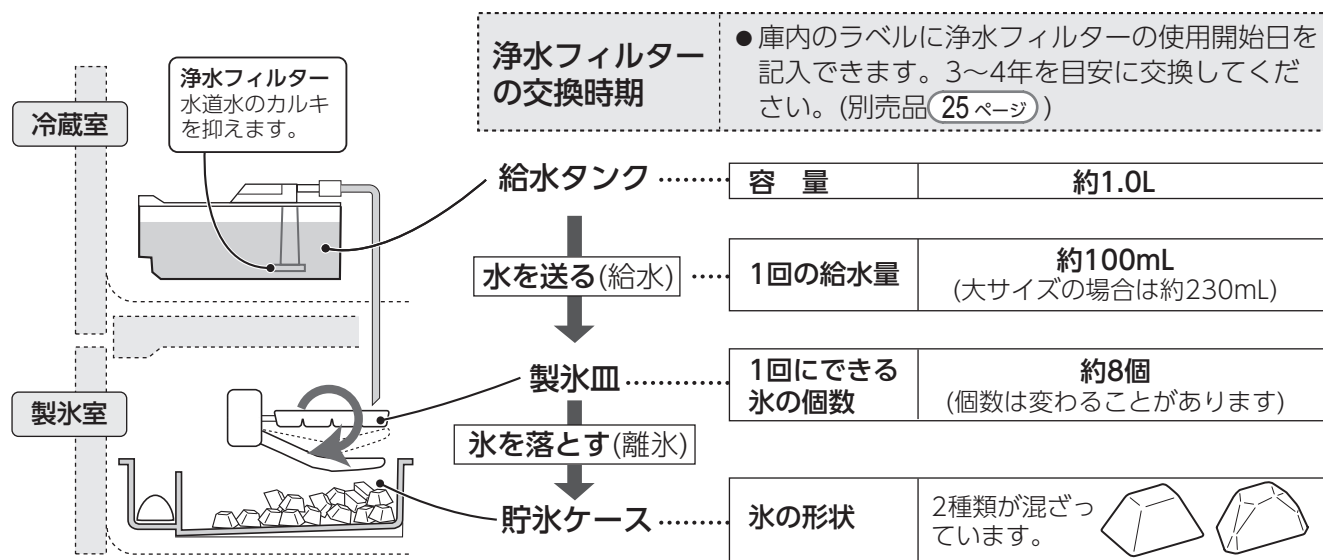 浄水フィルター
の交換時期
●庫内のラベルに浄水フィルターの使用開始日を
記入できます。3〜4年を目安に交換してくだ
さい。(別売品 25 ページ )
浄水フィルター
水道水のカルキ
を抑えます。
冷蔵室
製氷室
給水タンク
容 量
約1.0L
水を送る(給水)
1回の給水量
約100mL
(大サイズの場合は約230mL)
製氷皿
1回にできる
氷の個数
約8個
(個数は変わることがあります)
氷を落とす(離氷)
貯氷ケース
氷の形状
2種類が混ざっ
ています。